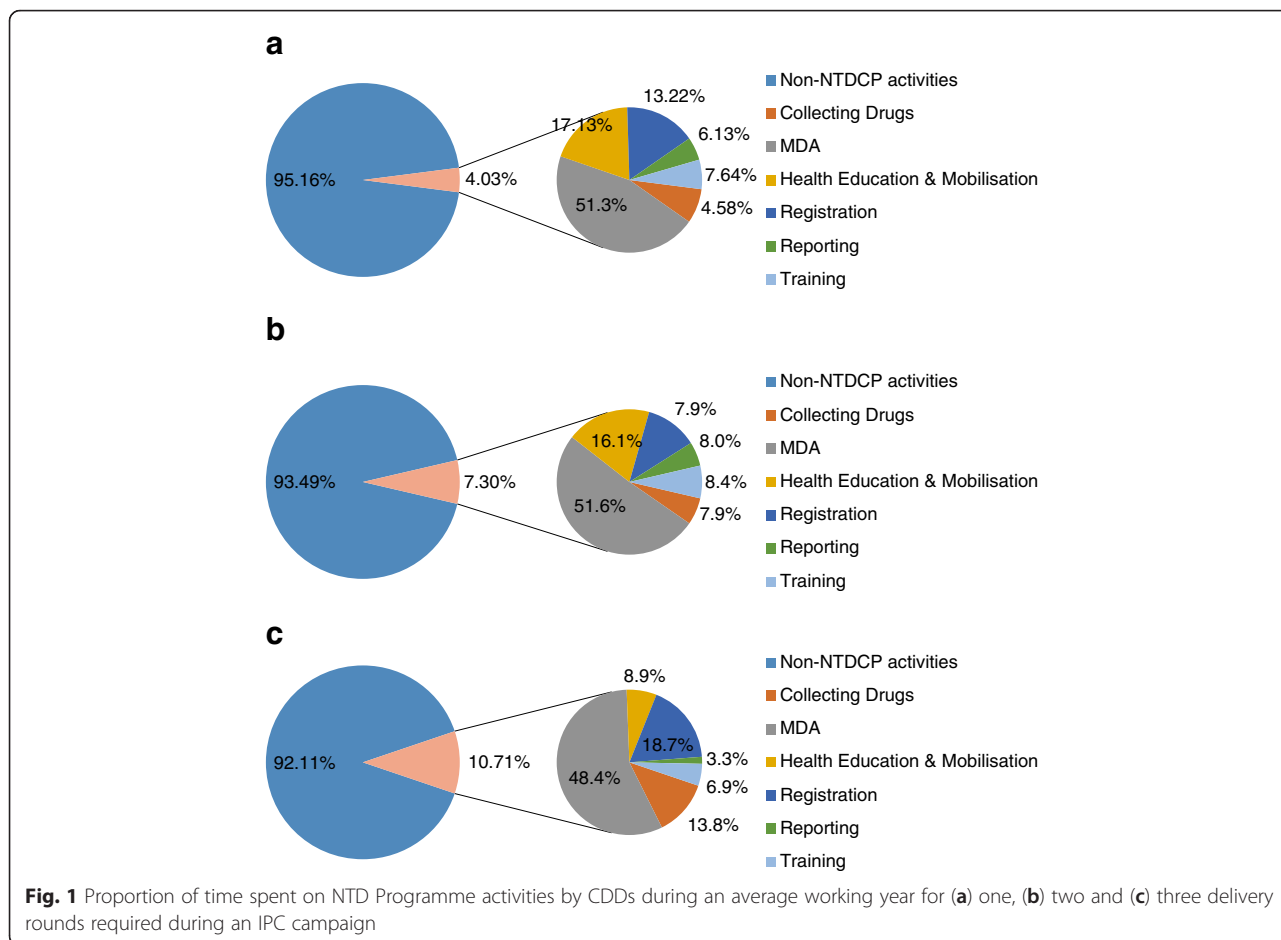 a
95.16%
4.03%
17.13%
13.22%
6.13%
7.64%
4.58%
51.3%
Non-NTDCP activities
Collecting Drugs
MDA
Health Education & Mobilisation
Registration
Reporting
Training
b
93.49%
7.30%
16.1%
7.9%
8.0%
8.4%
7.9%
51.6%
Non-NTDCP activities
Collecting Drugs
MDA
Health Education & Mobilisation
Registration
Reporting
Training
c
92.11%
10.71%
8.9%
18.7%
3.3%
6.9%
13.8%
48.4%
Non-NTDCP activities
Collecting Drugs
MDA
Health Education & Mobilisation
Registration
Reporting
Training
Fig. 1 Proportion of time spent on NTD Programme activities by CDDs during an average working year for (a) one, (b) two and (c) three delivery
rounds required during an IPC campaign